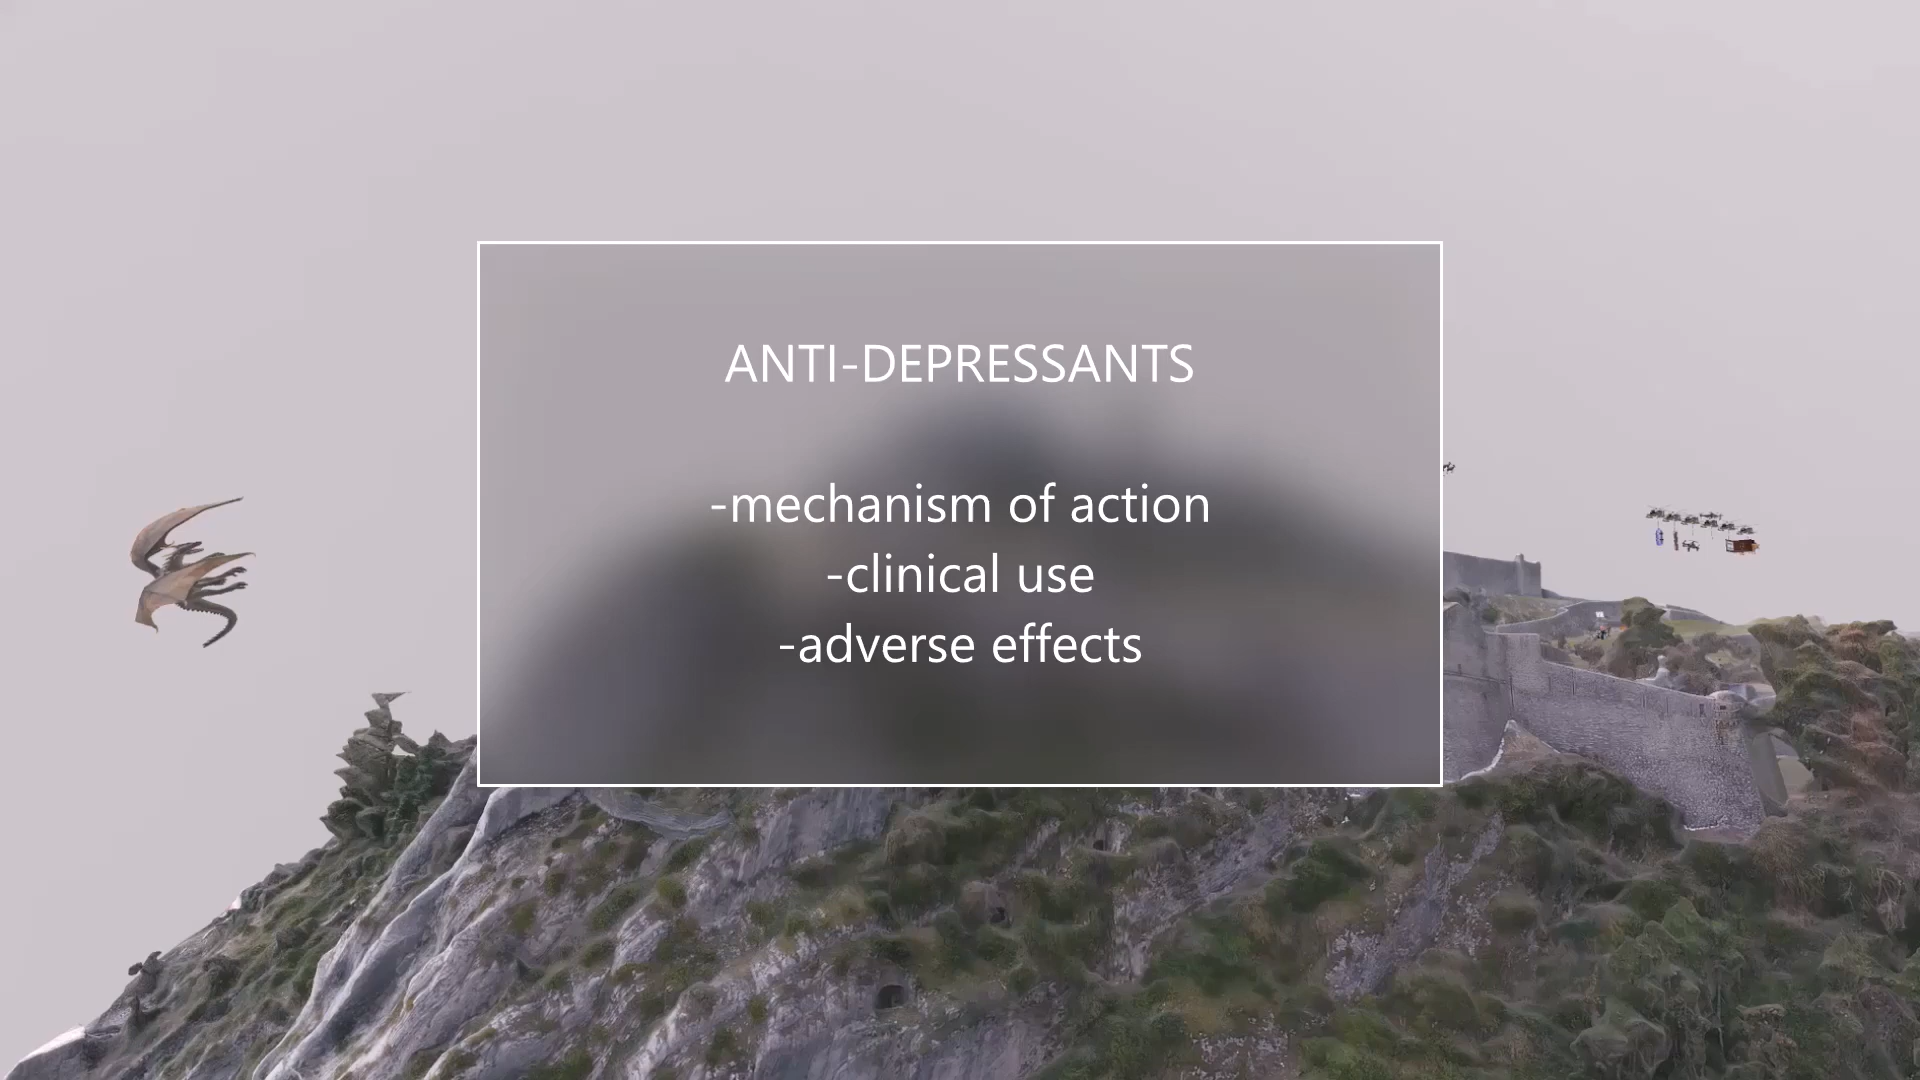 ANTI-DEPRESSANTS
-mechanism of action
-clinical use
-adverse effects